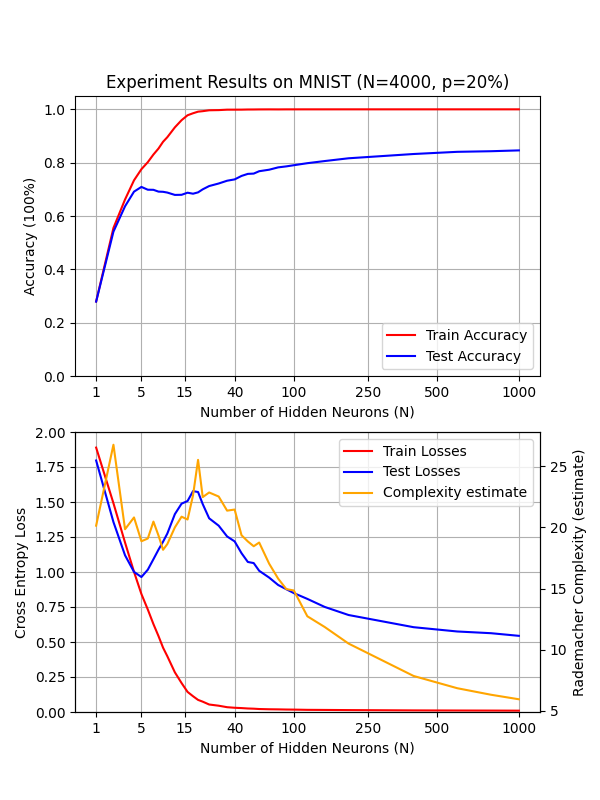 Experiment Results on MNIST (N=4000, p=20%)
1.0
0.8
0.6
0.4
0.2
0.0
Accuracy (100%)
Train Accuracy
Test Accuracy
1 5 15 40 100 250 500 1000
Number of Hidden Neurons (N)
2.00
1.75
1.50
1.25
1.00
0.75
0.50
0.25
0.00
Cross Entropy Loss
Train Losses
Test Losses
Complexity estimate
25
20
15
10
5
Rademacher Complexity (estimate)
1 5 15 40 100 250 500 1000
Number of Hidden Neurons (N)